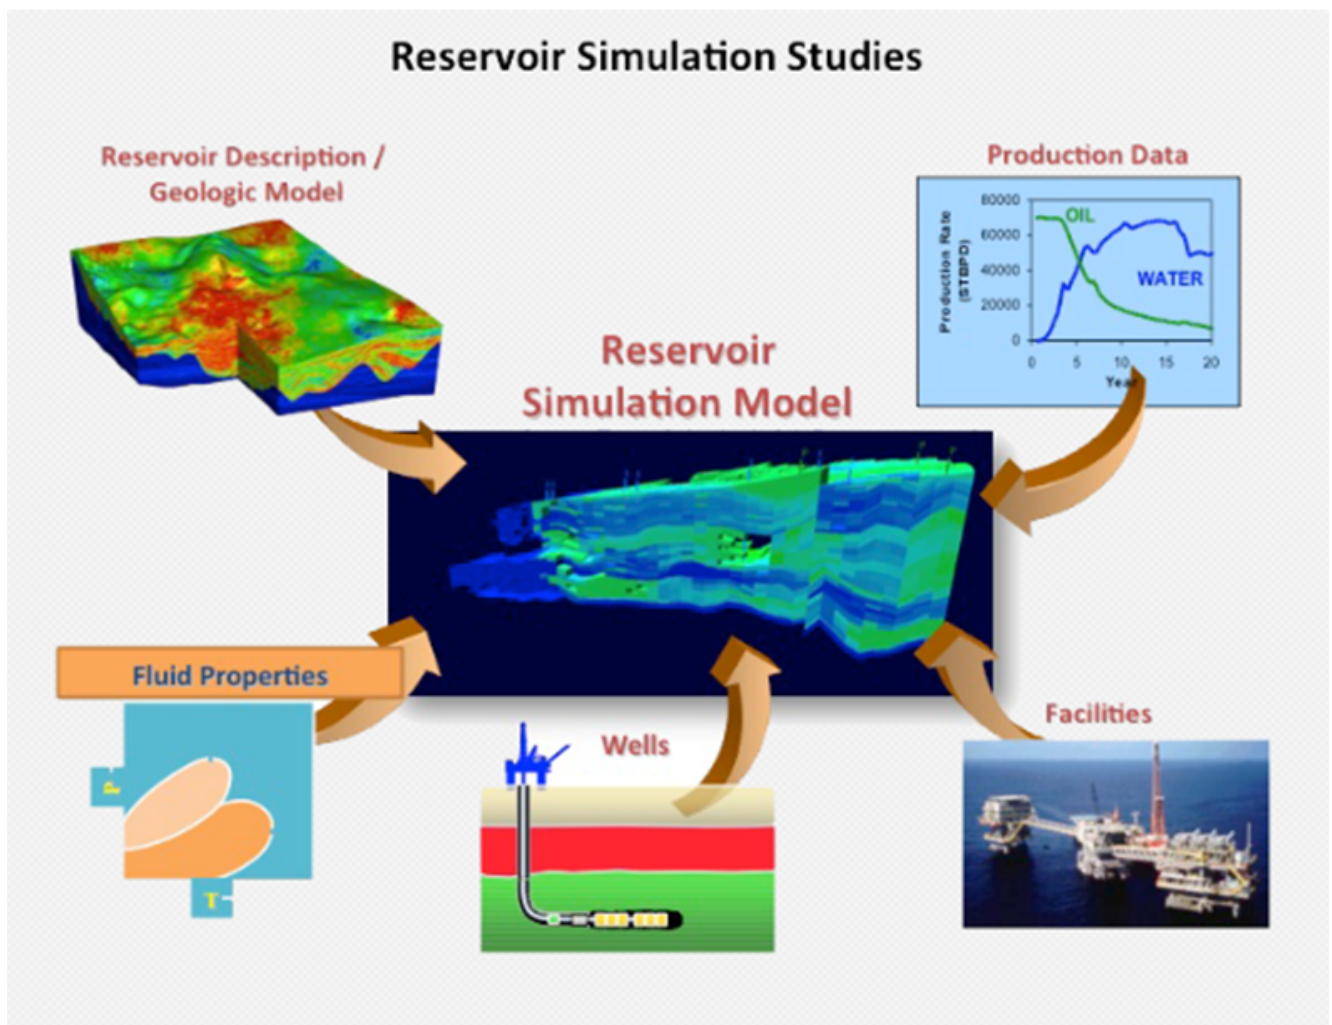 Reservoir Simulation Studies
Reservoir Description /
Geologic Model
Production Data
Production Rate
(STBPD)
80000
60000
40000
20000
0
OIL
WATER
0 5 10 15 20
Year
Reservoir
Simulation Model
Fluid Properties
P
T
Wells
Facilities